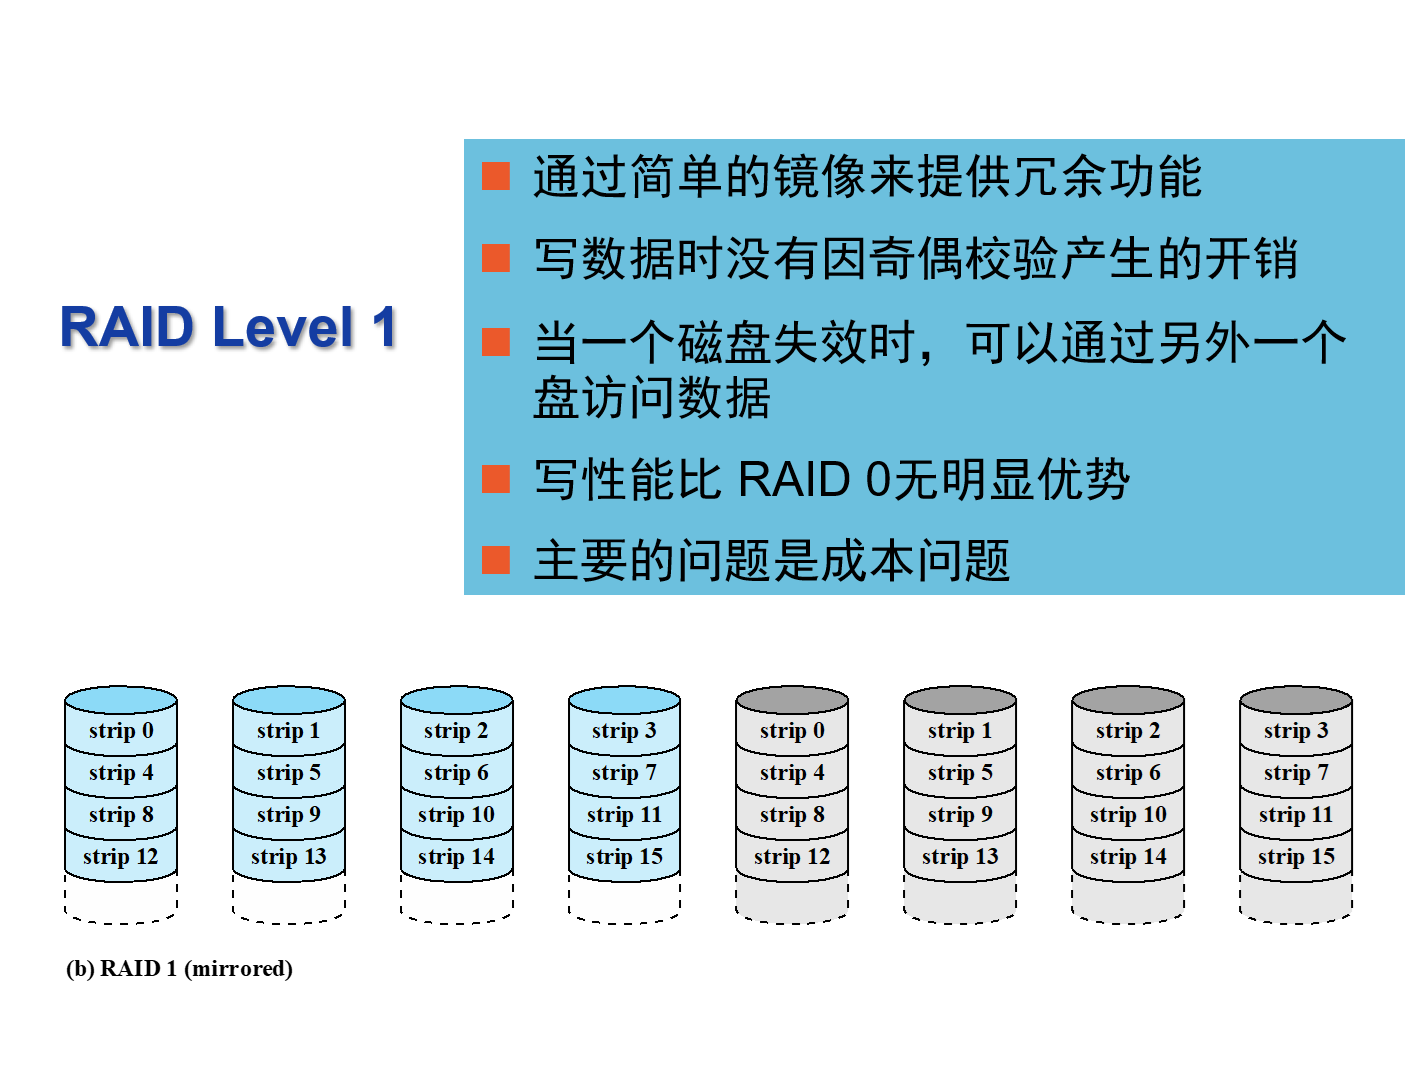 RAID Level 1
通过简单的镜像来提供冗余功能
写数据时没有因奇偶校验产生的开销
当一个磁盘失效时，可以通过另外一个
盘访问数据
写性能比 RAID 0无明显优势
主要的问题是成本问题
strip 0 strip 1 strip 2 strip 3 strip 0 strip 1 strip 2 strip 3
strip 4 strip 5 strip 6 strip 7 strip 4 strip 5 strip 6 strip 7
strip 8 strip 9 strip 10 strip 11 strip 8 strip 9 strip 10 strip 11
strip 12 strip 13 strip 14 strip 15 strip 12 strip 13 strip 14 strip 15
(b) RAID 1 (mirrored)